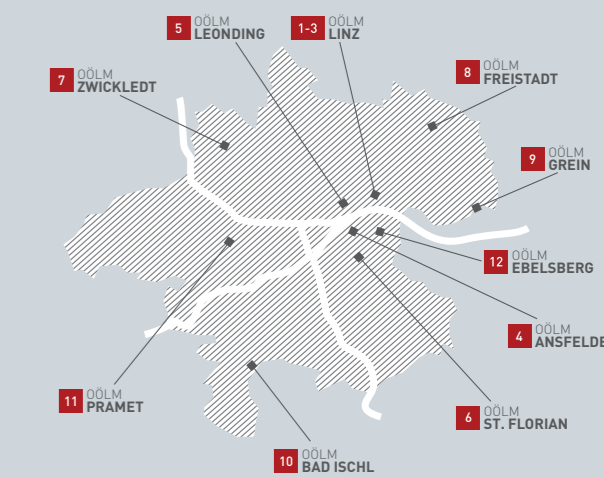 5 OÖLM
LEONDING
1-3 OÖLM
LINZ
7 OÖLM
ZWICKLEDT
8 OÖLM
FREISTADT
9 OÖLM
GREIN
12 OÖLM
EBELSBERG
4 OÖLM
ANSFELDE
11 OÖLM
PRAMET
6 OÖLM
ST. FLORIAN
10 OÖLM
BAD ISCHL